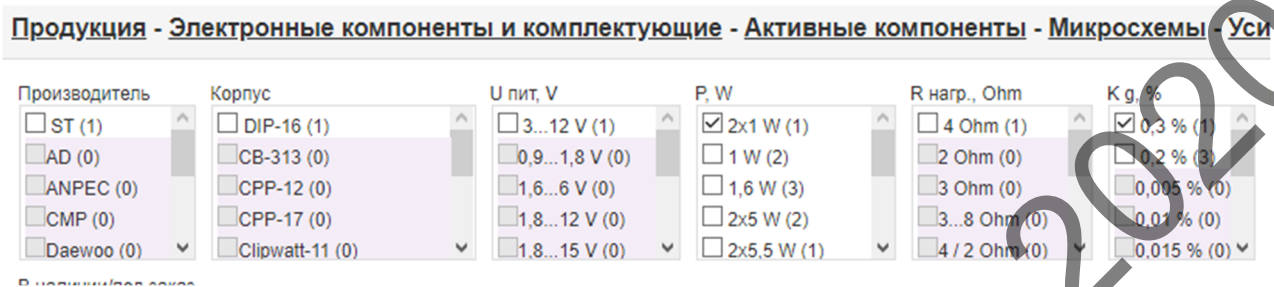 Продукция - Электронные компоненты и комплектующие - Активные компоненты - Микросхемы - Уси
Производитель Корпус U пит, V P, W R нагр., Ohm K g, %
ST (1) DIP-16 (1) 3...12 V (1) 2x1 W (1) 4 Ohm (1) 0,3 % (1)
AD (0) CB-313 (0) 0,9...1,8 V (0) 1 W (2) 2 Ohm (0) 0,2 % (3)
ANPEC (0) CPP-12 (0) 1,6...6 V (0) 1,6 W (3) 3 Ohm (0) 0,005 % (0)
CMP (0) CPP-17 (0) 1,8...12 V (0) 2x5 W (2) 3...8 Ohm (0) 0,01 % (0)
Daewoo (0) Clipwatt-11 (0) 1,8...15 V (0) 2x5,5 W (1) 4 / 2 Ohm (0) 0,015 % (0)
В наличии/под заказ
2020